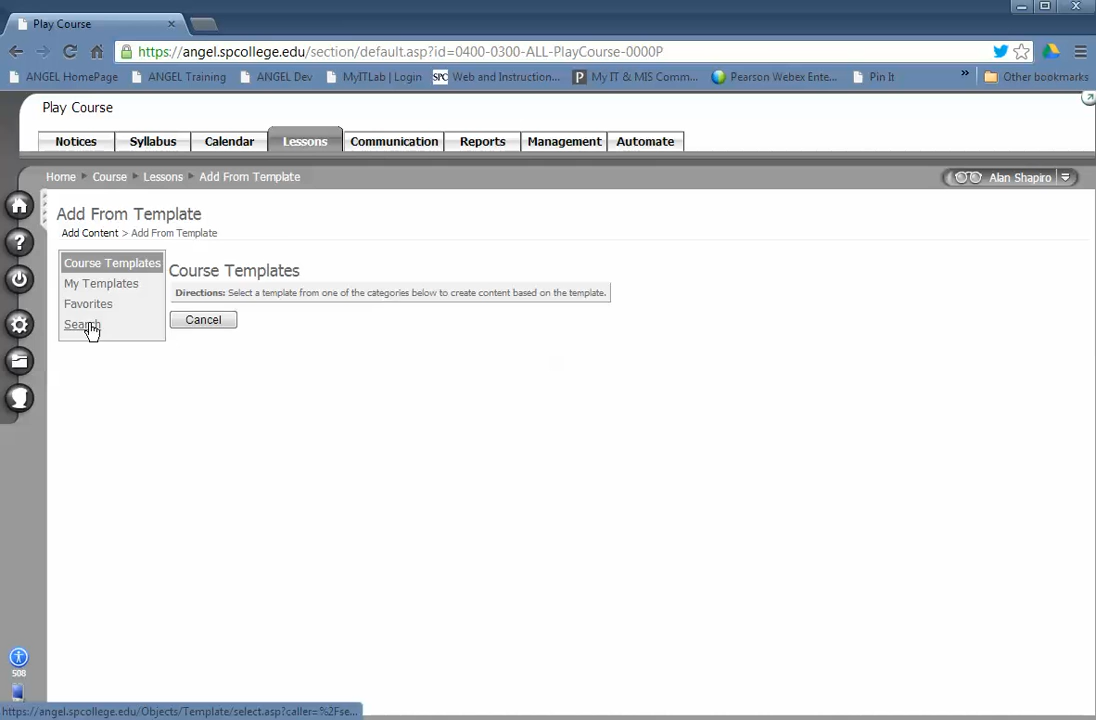 Play Course
https://angel.spcollege.edu/section/default.asp?id=0400-0300-ALL-PlayCourse-0000P
ANGEL HomePage ANGEL Training ANGEL Dev MyITLab | Login SPC Web and Instruction... P My IT & MIS Comm... Pearson Webex Ente... Pin It » Other bookmarks
Play Course
Notices Syllabus Calendar Lessons Communication Reports Management Automate
Home Course Lessons Add From Template Alan Shapiro
Add From Template
Add Content > Add From Template
Course Templates
My Templates
Favorites
Search
Course Templates
Directions: Select a template from one of the categories below to create content based on the template.
Cancel
508
https://angel.spcollege.edu/Objects/Template/select.asp?caller=%2Fse...